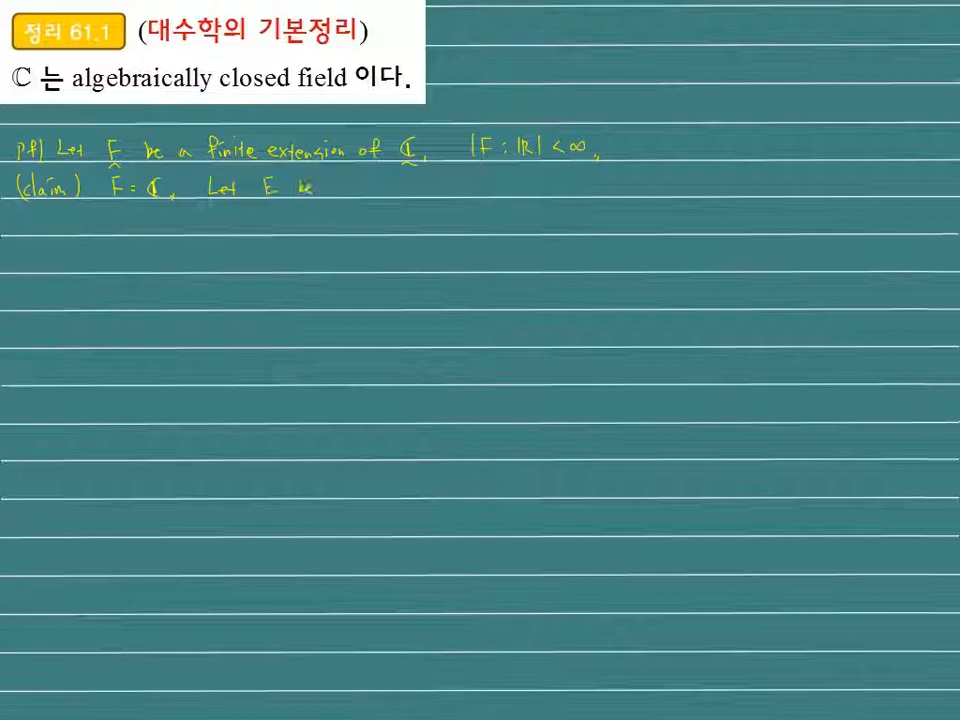 정리 61.1 (대수학의 기본정리)
ℂ 는 algebraically closed field 이다.
pf) Let F be a finite extension of ℂ, |F : ℝ| < ∞,
(claim) F = ℂ, Let E be